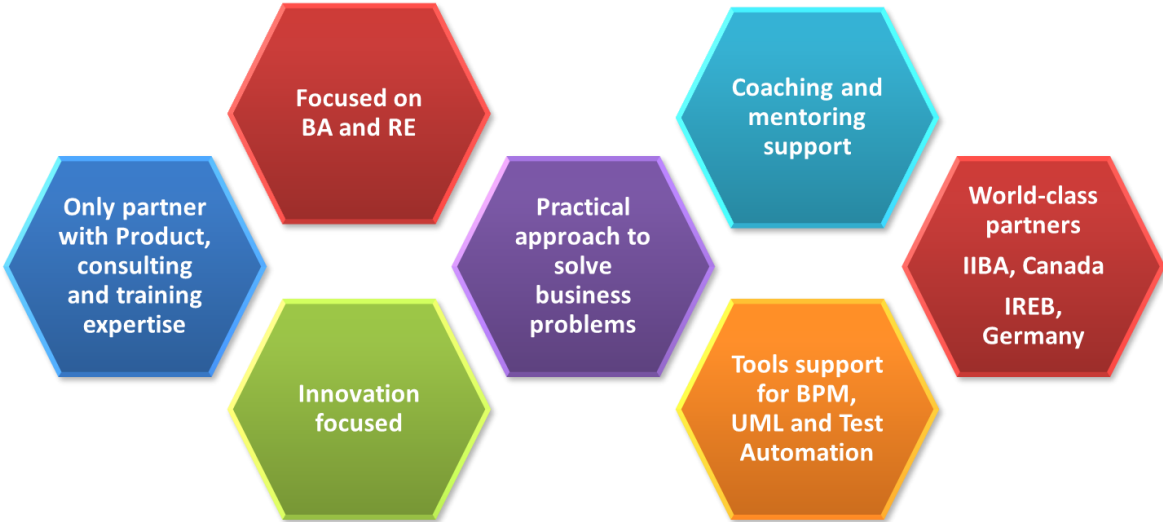 Focused on
BA and RE
Coaching and
mentoring
support
Only partner
with Product,
consulting
and training
expertise
Practical
approach to
solve
business
problems
World-class
partners
IIBA, Canada
IREB,
Germany
Innovation
focused
Tools support
for BPM,
UML and Test
Automation